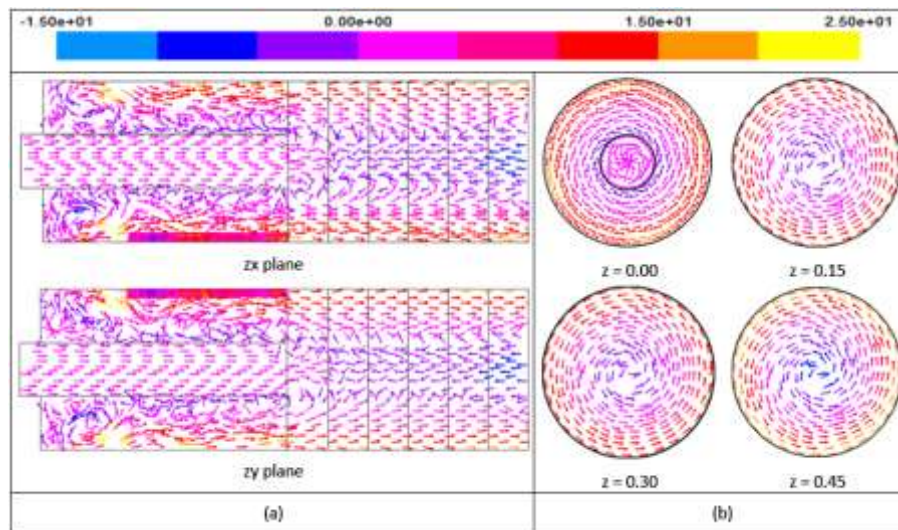 -1.50e+01 0.00e+00 1.50e+01 2.50e+01
zx plane
zy plane
z = 0.00 z = 0.15
z = 0.30 z = 0.45
(a) (b)